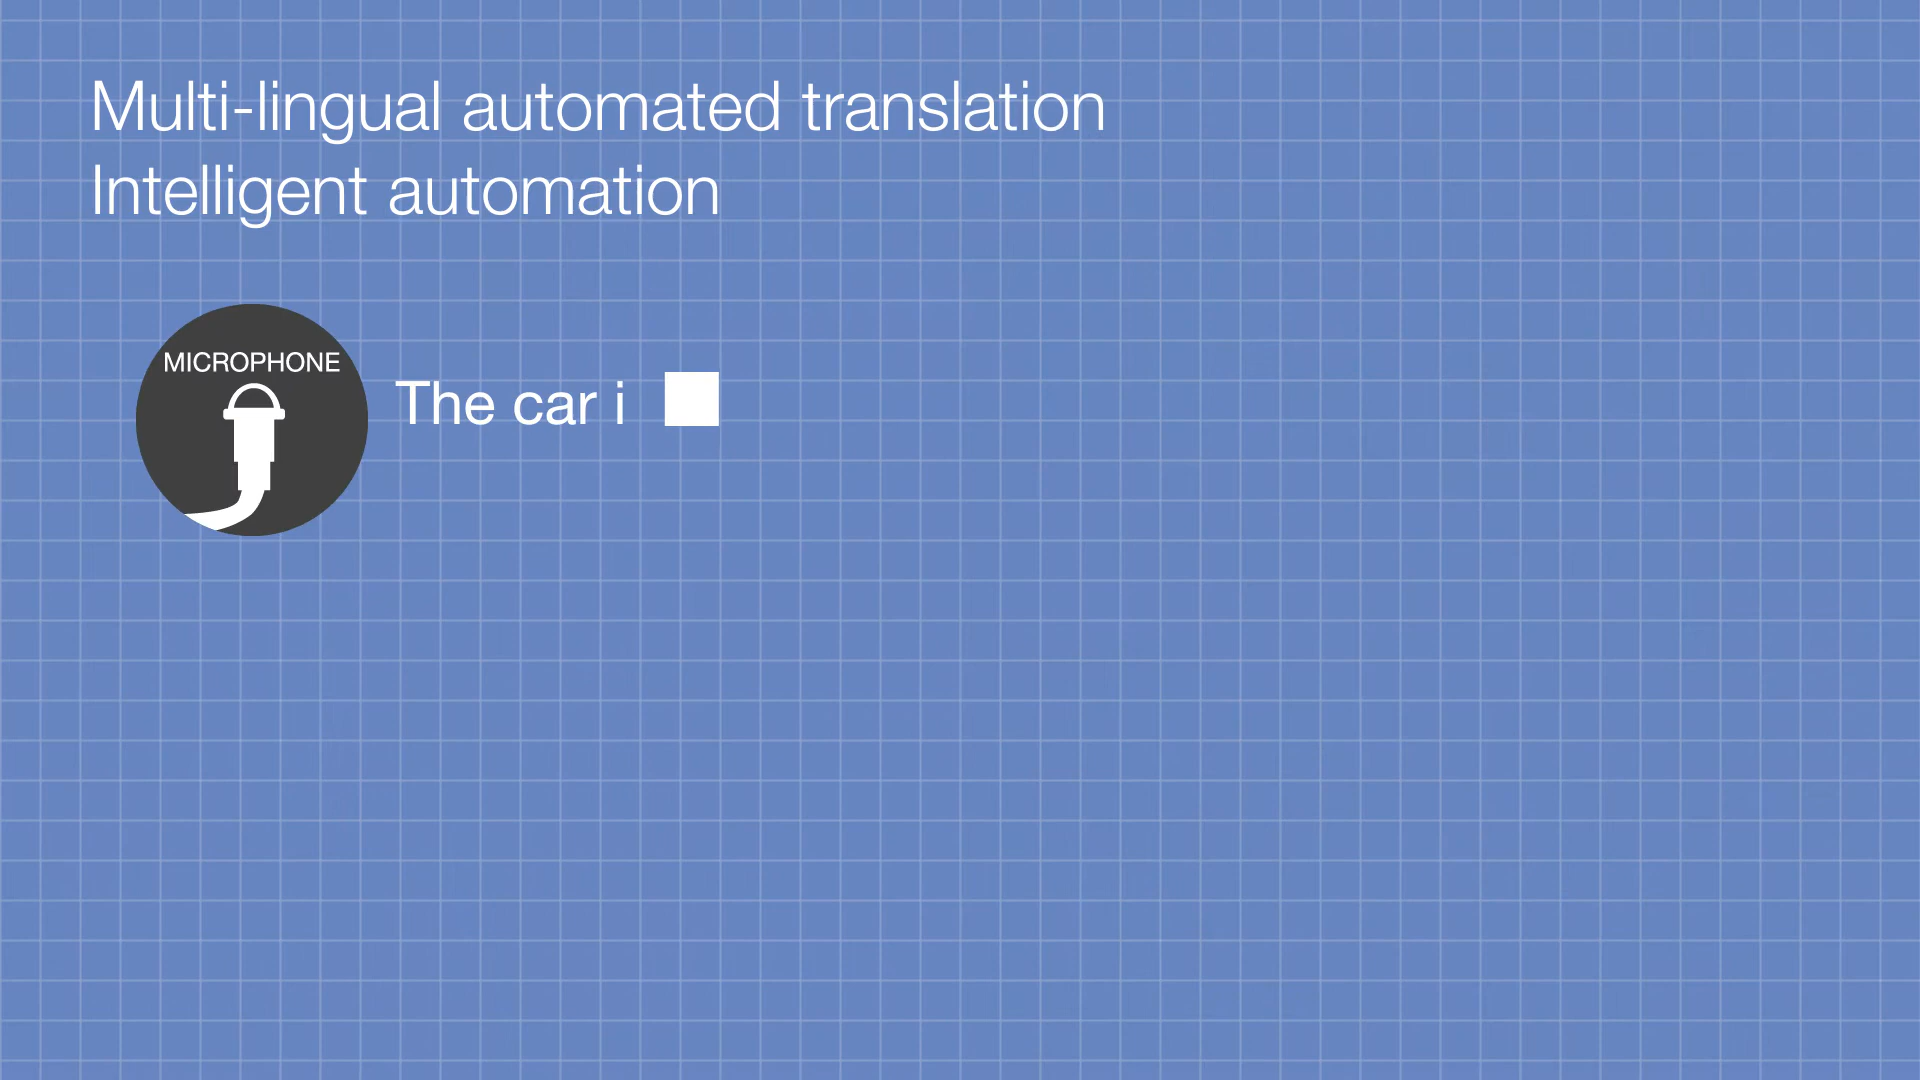 Multi-lingual automated translation
Intelligent automation
MICROPHONE
The car i